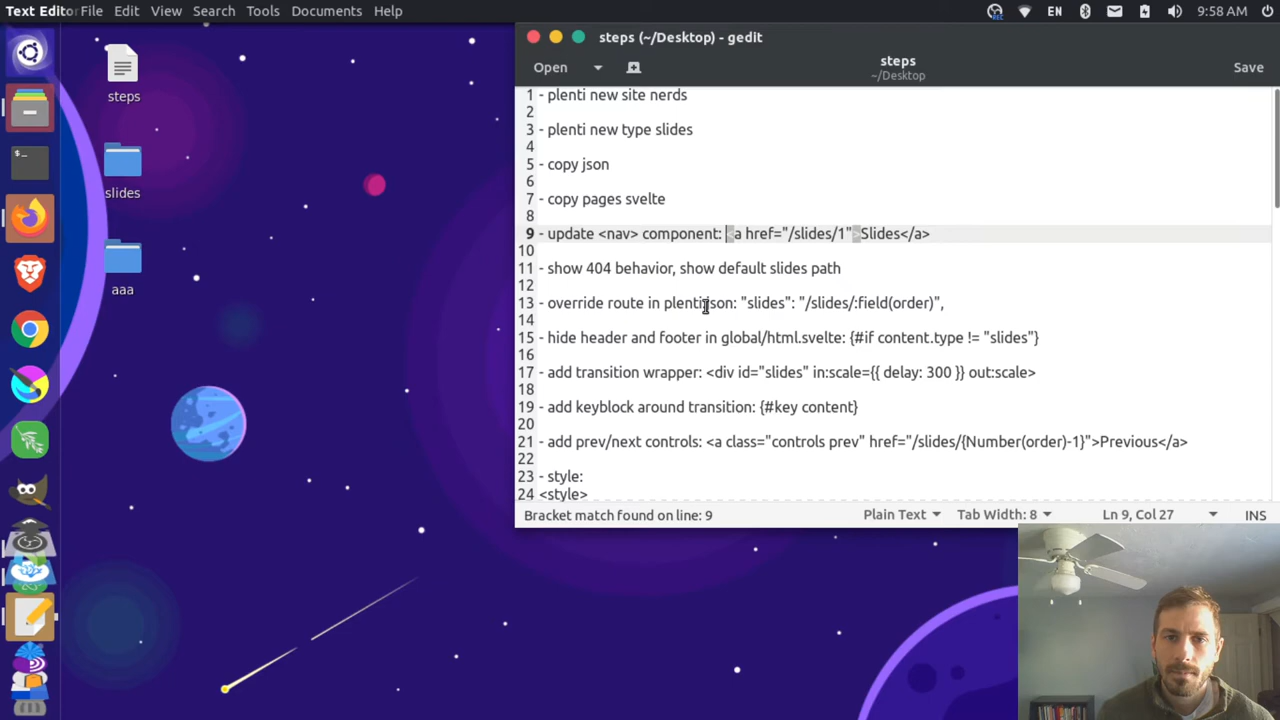 Text Editor File Edit View Search Tools Documents Help
EN 9:58 AM
steps (~/Desktop) - gedit
Open
steps
~/Desktop
Save
steps
slides
aaa
1 - plenti new site nerds
2
3 - plenti new type slides
4
5 - copy json
6
7 - copy pages svelte
8
9 - update <nav> component: <a href="/slides/1">Slides</a>
10
11 - show 404 behavior, show default slides path
12
13 - override route in plenti.json: "slides": "/slides/:field(order)",
14
15 - hide header and footer in global/html.svelte: {#if content.type != "slides"}
16
17 - add transition wrapper: <div id="slides" in:scale={{ delay: 300 }} out:scale>
18
19 - add keyblock around transition: {#key content}
20
21 - add prev/next controls: <a class="controls prev" href="/slides/{Number(order)-1}">Previous</a>
22
23 - style:
24 <style>
Bracket match found on line: 9
Plain Text
Tab Width: 8
Ln 9, Col 27
INS